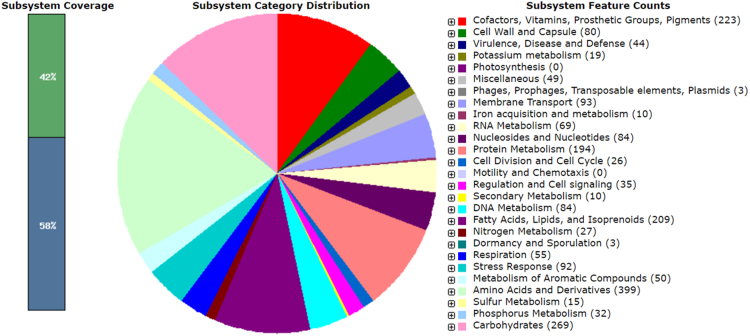 Subsystem Coverage
42%
58%
Subsystem Category Distribution
Subsystem Feature Counts
Cofactors, Vitamins, Prosthetic Groups, Pigments (223)
Cell Wall and Capsule (80)
Virulence, Disease and Defense (44)
Potassium metabolism (19)
Photosynthesis (0)
Miscellaneous (49)
Phages, Prophages, Transposable elements, Plasmids (3)
Membrane Transport (93)
Iron acquisition and metabolism (10)
RNA Metabolism (69)
Nucleosides and Nucleotides (84)
Protein Metabolism (194)
Cell Division and Cell Cycle (26)
Motility and Chemotaxis (0)
Regulation and Cell signaling (35)
Secondary Metabolism (10)
DNA Metabolism (84)
Fatty Acids, Lipids, and Isoprenoids (209)
Nitrogen Metabolism (27)
Dormancy and Sporulation (3)
Respiration (55)
Stress Response (92)
Metabolism of Aromatic Compounds (50)
Amino Acids and Derivatives (399)
Sulfur Metabolism (15)
Phosphorus Metabolism (32)
Carbohydrates (269)